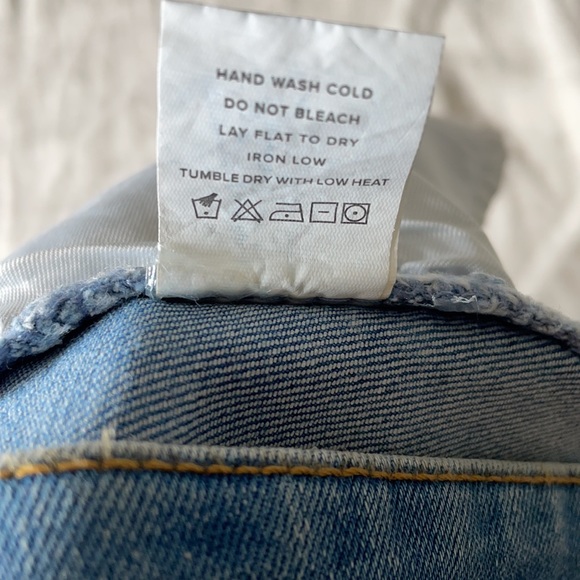 HAND WASH COLD
DO NOT BLEACH
LAY FLAT TO DRY
IRON LOW
TUMBLE DRY WITH LOW HEAT